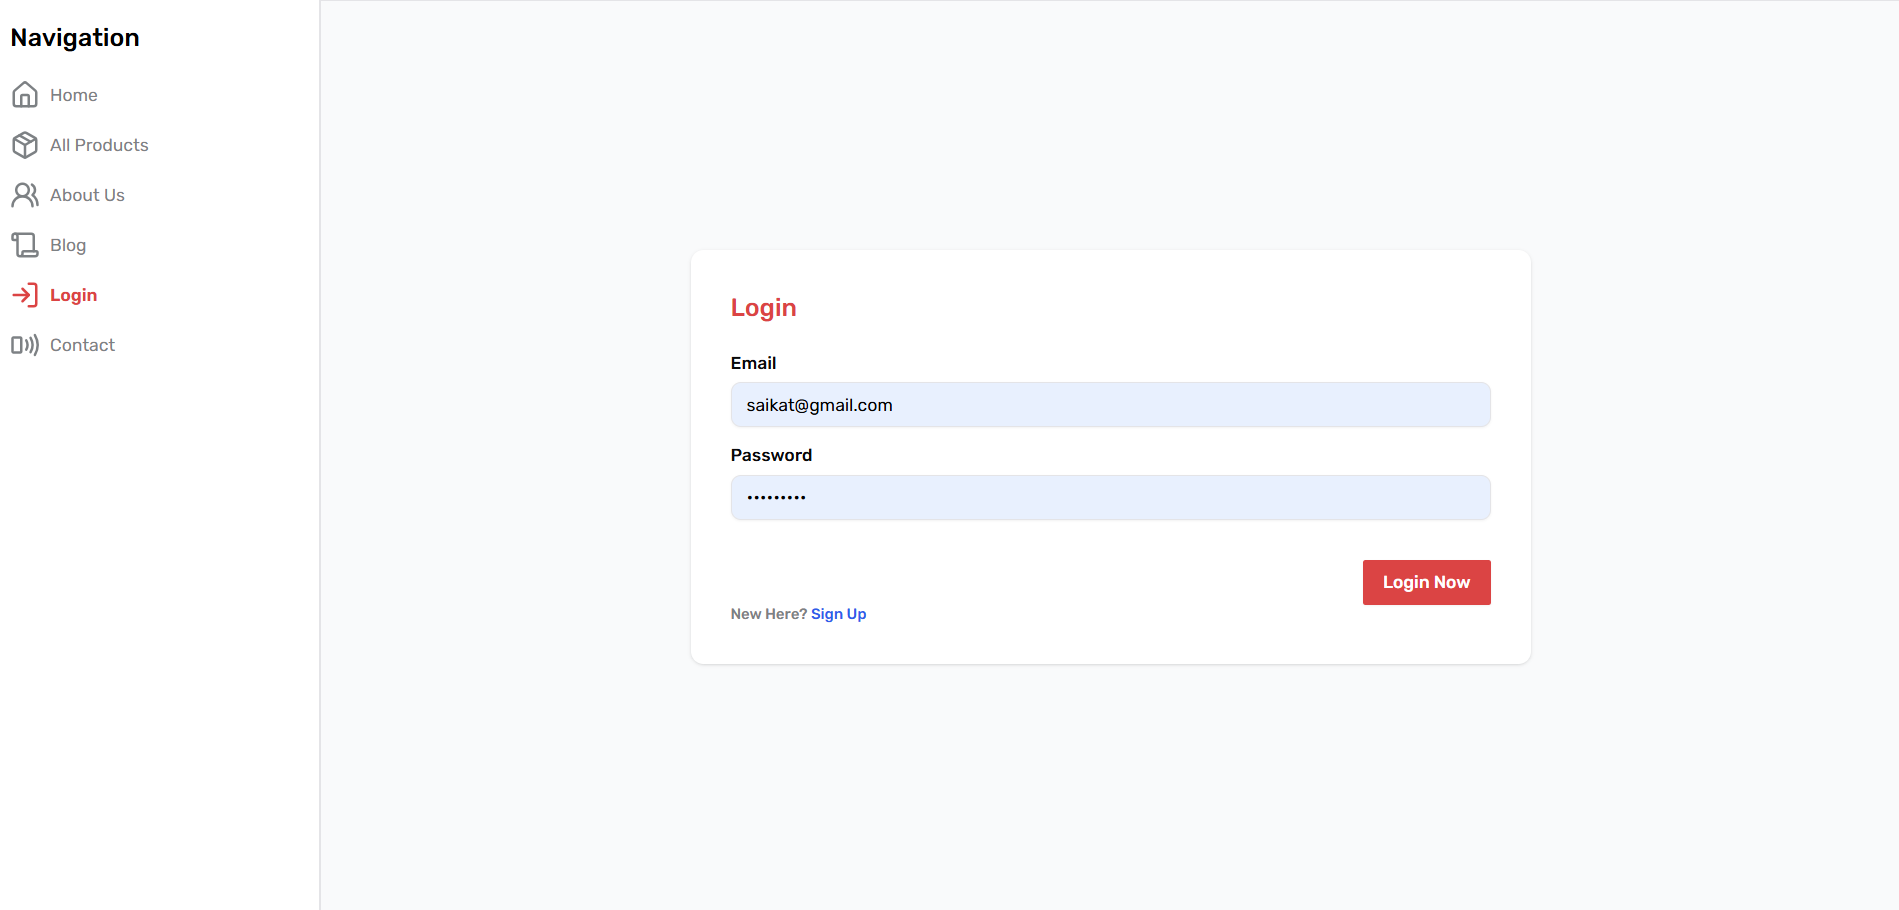 Navigation
Home
All Products
About Us
Blog
Login
Contact
Login
Email
saikat@gmail.com
Password
•••••••••
Login Now
New Here? Sign Up